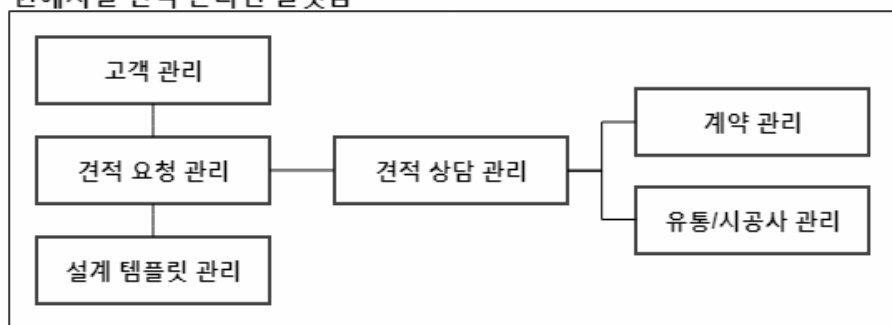 고객 관리
견적 요청 관리
설계 템플릿 관리
견적 상담 관리
계약 관리
유통/시공사 관리